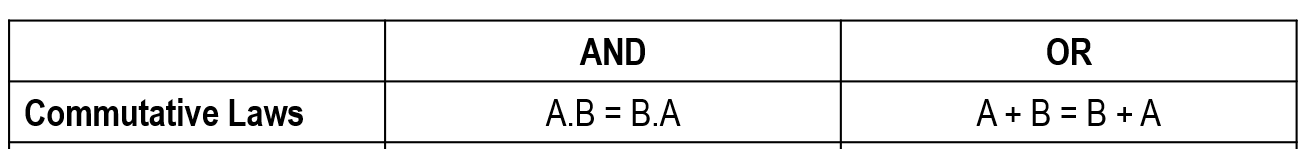 AND OR
Commutative Laws A.B = B.A A + B = B + A